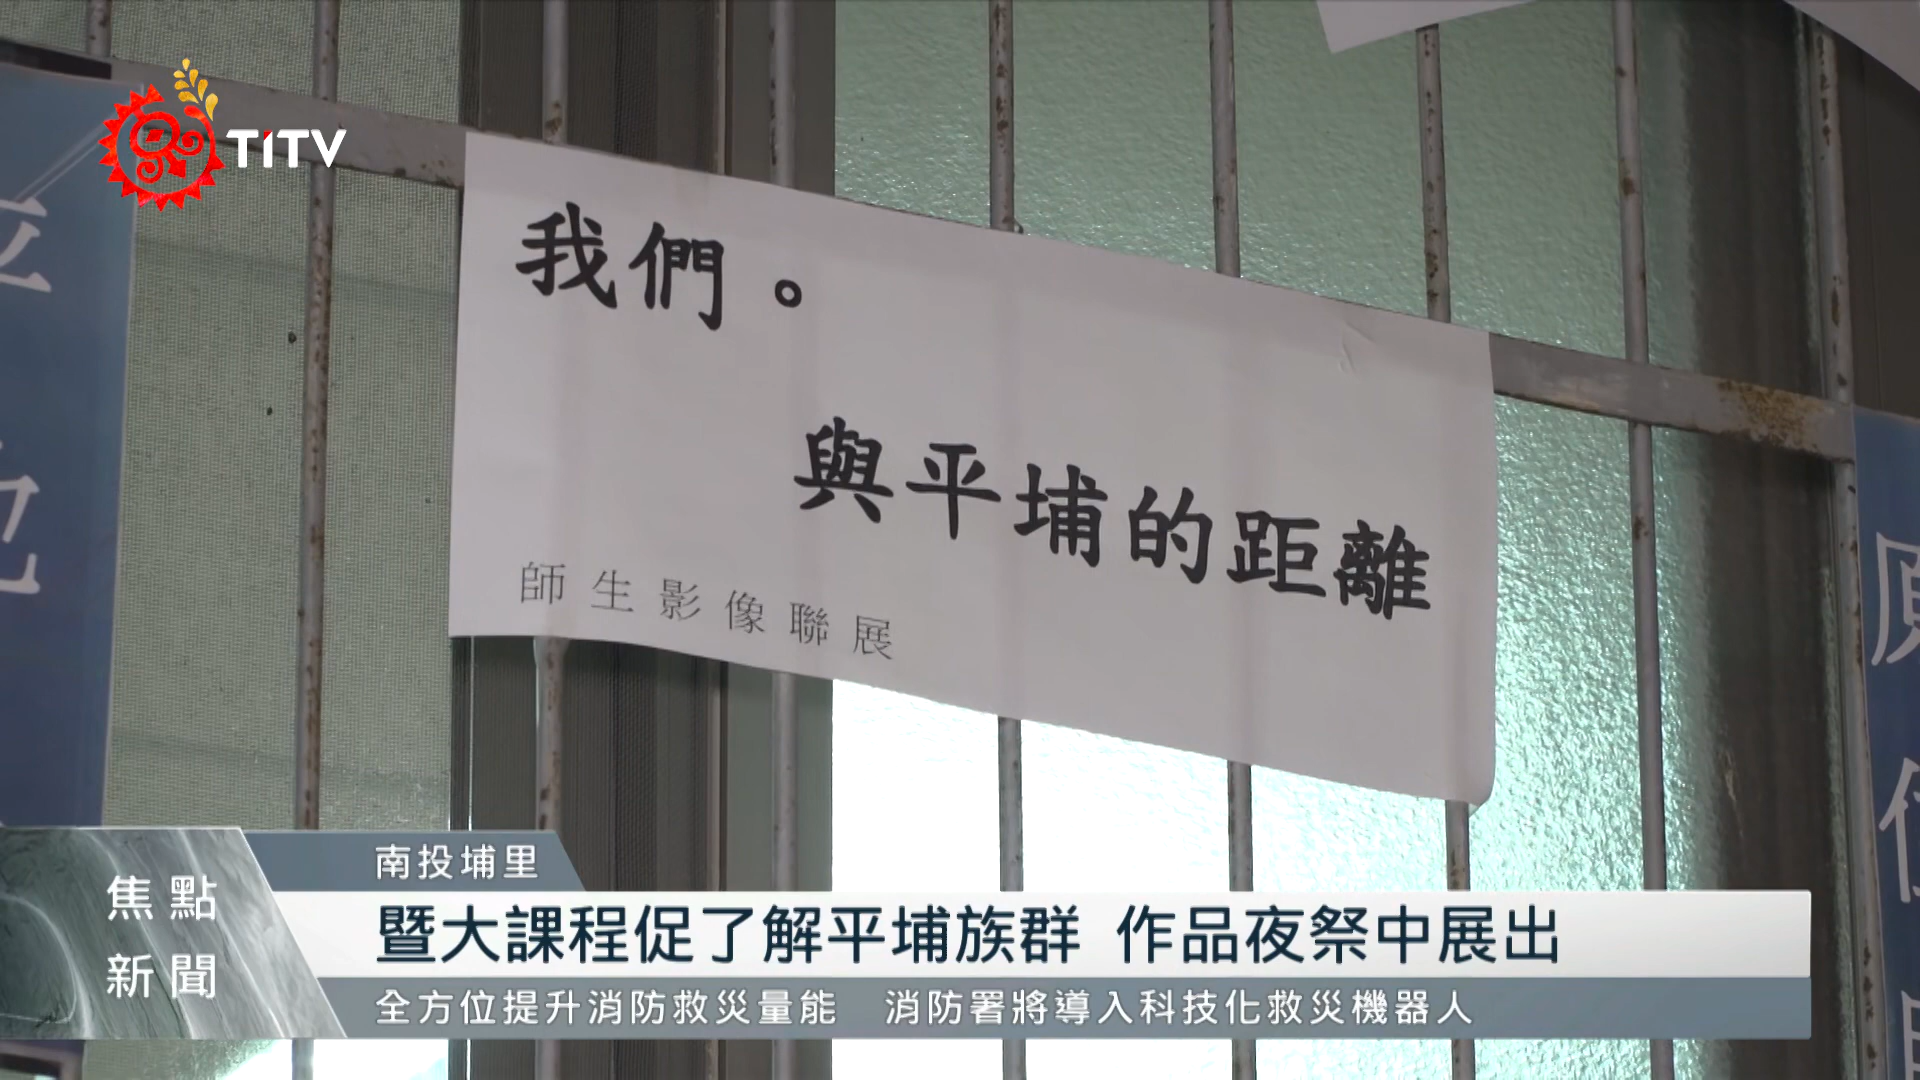 TITV
我們。
與平埔的距離
師生影像聯展
南投埔里
焦點
新聞
暨大課程促了解平埔族群 作品夜祭中展出
全方位提升消防救災量能 消防署將導入科技化救災機器人